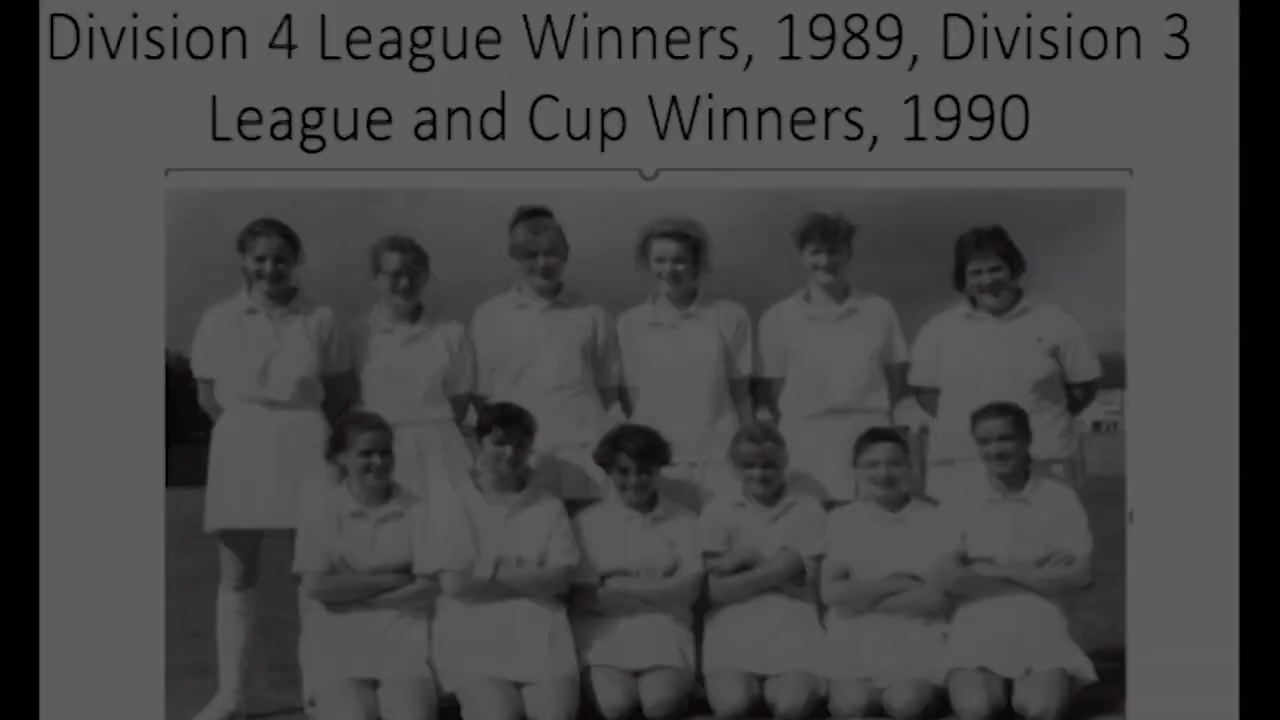 Division 4 League Winners, 1989, Division 3
League and Cup Winners, 1990